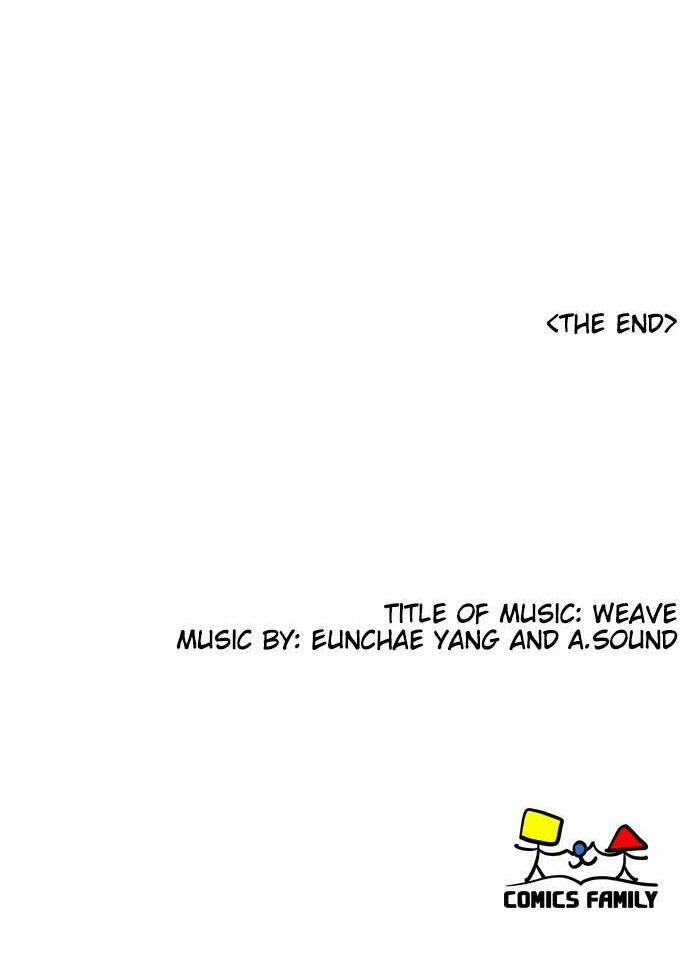 <THE END>
TITLE OF MUSIC: WEAVE
MUSIC BY: EUNCHAE YANG AND A.SOUND
COMICS FAMILY